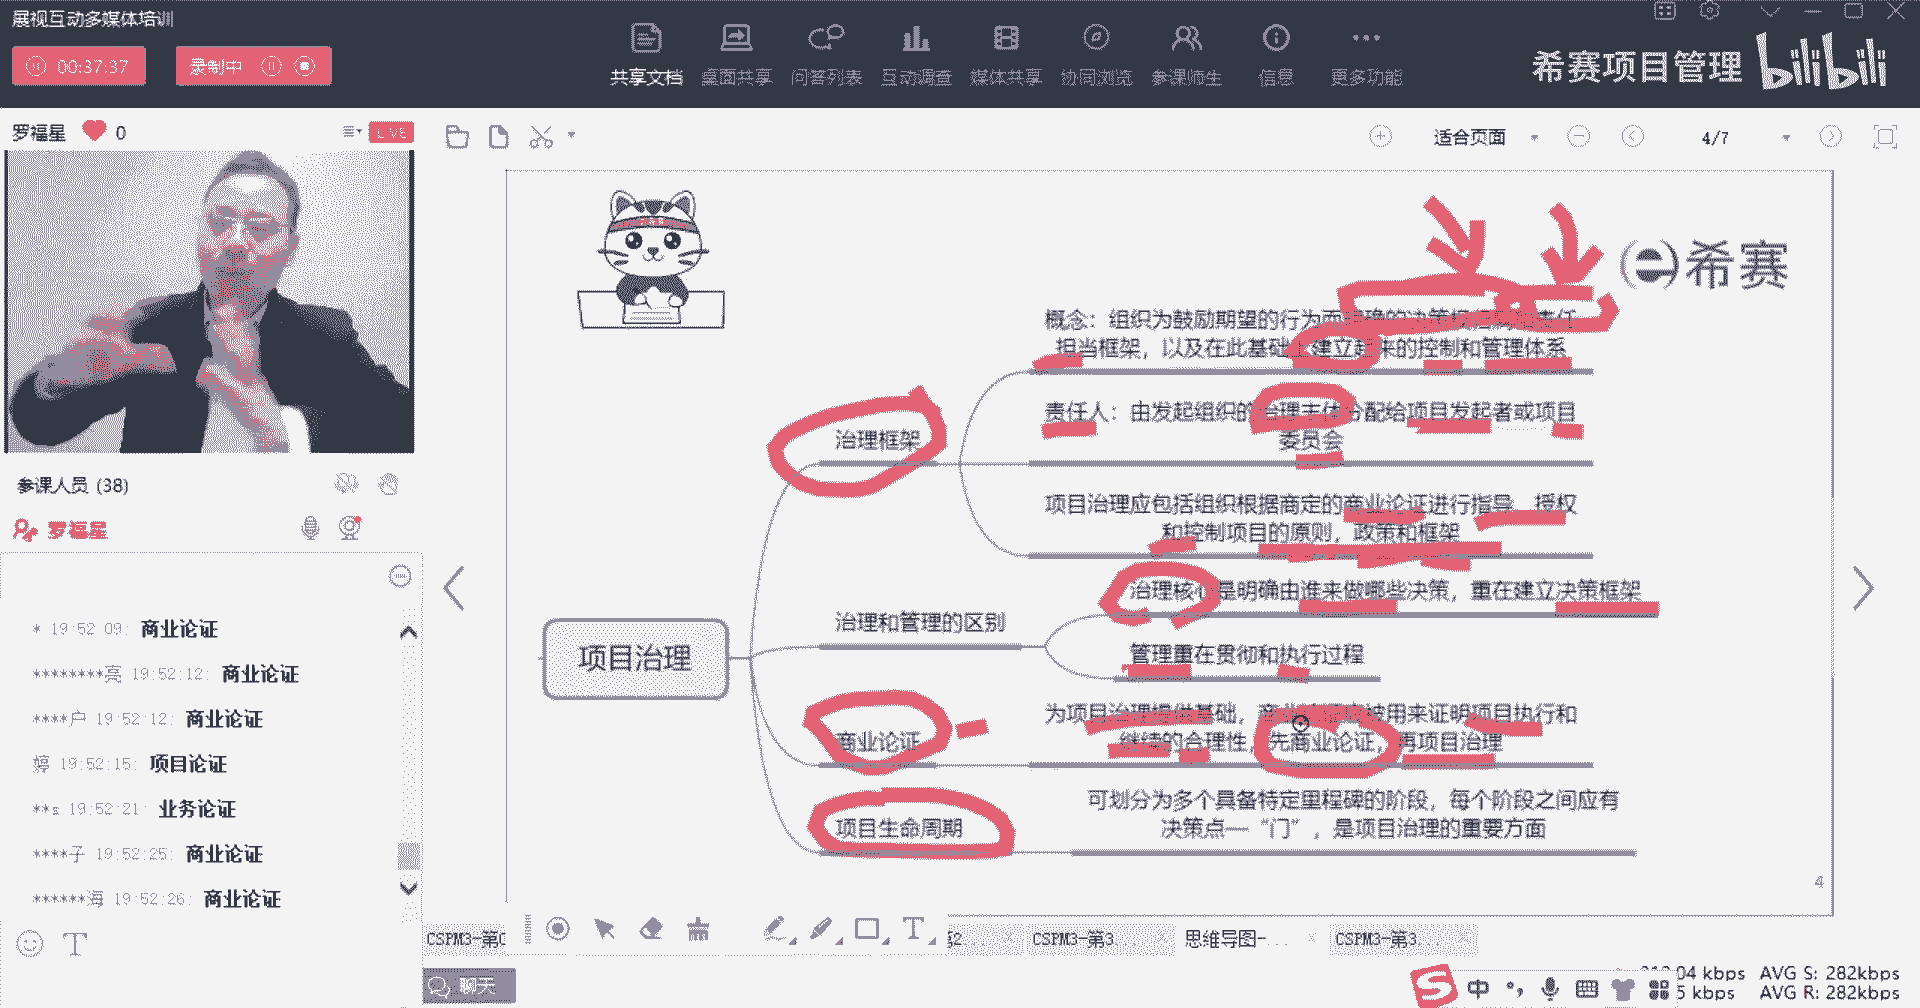 展视互动多媒体培训
00:37:37
录制中
共享文档 桌面共享 问答列表 互动调查 媒体共享 协同浏览 参课师生 信息 更多功能
希赛项目管理 bilibili
罗福星 0 LIVE
适合页面 4/7
希赛
概念：组织为鼓励期望的行为而明确的决策权归属和责任
担当框架，以及在此基础上建立起来的控制和管理体系
责任人：由发起组织的治理主体分配给项目发起者或项目
委员会
治理框架
项目治理应包括组织根据商定的商业论证进行指导、授权
和控制项目的原则，政策和框架
治理核心是明确由谁来做哪些决策，重在建立决策框架
治理和管理的区别
管理重在贯彻和执行过程
项目治理
为项目治理提供基础，
被用来证明项目执行和
商业论证
继续的合理性，先商业论证，再项目治理
可划分为多个具备特定里程碑的阶段，每个阶段之间应有
项目生命周期
决策点—“门”，是项目治理的重要方面
4
参课人员 (38)
罗福星
* 19:52:09: 商业论证
********亮 19:52:12: 商业论证
****户 19:52:12: 商业论证
婷 19:52:15: 项目论证
**s 19:52:21: 业务论证
****子 19:52:25: 商业论证
******海 19:52:26: 商业论证
T
T
CSPM3-第 CSPM3-第3... 思维导图-... CSPM3-第3...
聊天
中
04 kbps AVG S: 282kbps
5 kbps AVG R: 282kbps